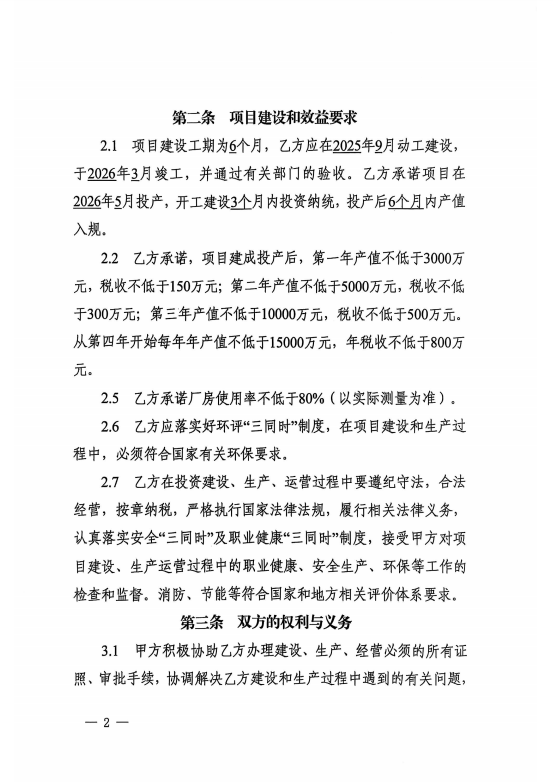 第二条 项目建设和效益要求
2.1 项目建设工期为6个月，乙方应在2025年9月动工建设，
于2026年3月竣工，并通过有关部门的验收。乙方承诺项目在
2026年5月投产，开工建设3个月内投资纳统，投产后6个月内产值
入规。
2.2 乙方承诺，项目建成投产后，第一年产值不低于3000万
元，税收不低于150万元；第二年产值不低于5000万元，税收不低
于300万元；第三年产值不低于10000万元，税收不低于500万元。
从第四年开始每年年产值不低于15000万元，年税收不低于800万
元。
2.5 乙方承诺厂房使用率不低于80%（以实际测量为准）。
2.6 乙方应落实好环评“三同时”制度，在项目建设和生产过
程中，必须符合国家有关环保要求。
2.7 乙方在投资建设、生产、运营过程中要遵纪守法，合法
经营，按章纳税，严格执行国家法律法规，履行相关法律义务，
认真落实安全“三同时”及职业健康“三同时”制度，接受甲方对项
目建设、生产运营过程中的职业健康、安全生产、环保等工作的
检查和监督。消防、节能等符合国家和地方相关评价体系要求。
第三条 双方的权利与义务
3.1 甲方积极协助乙方办理建设、生产、经营必须的所有证
照、审批手续，协调解决乙方建设和生产过程中遇到的有关问题，
— 2 —